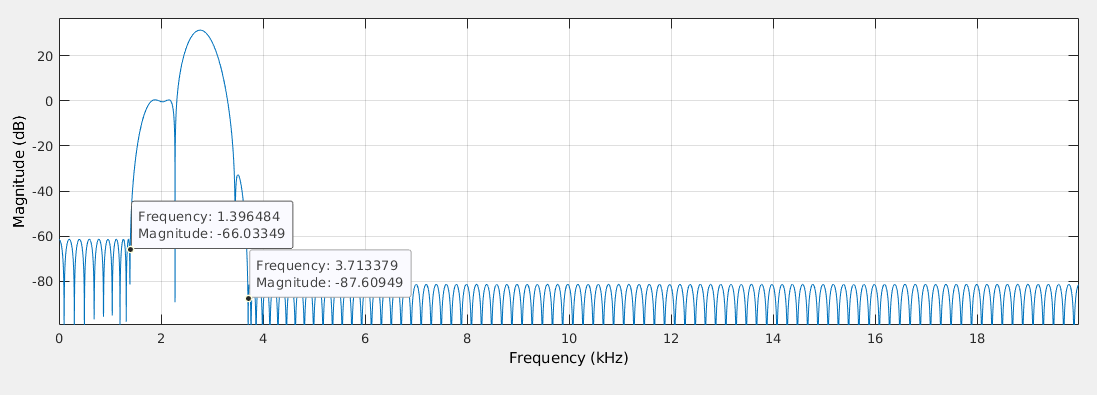 Magnitude (dB)
20
0
-20
-40
-60
-80
Frequency: 1.396484
Magnitude: -66.03349
Frequency: 3.713379
Magnitude: -87.60949
0 2 4 6 8 10 12 14 16 18
Frequency (kHz)